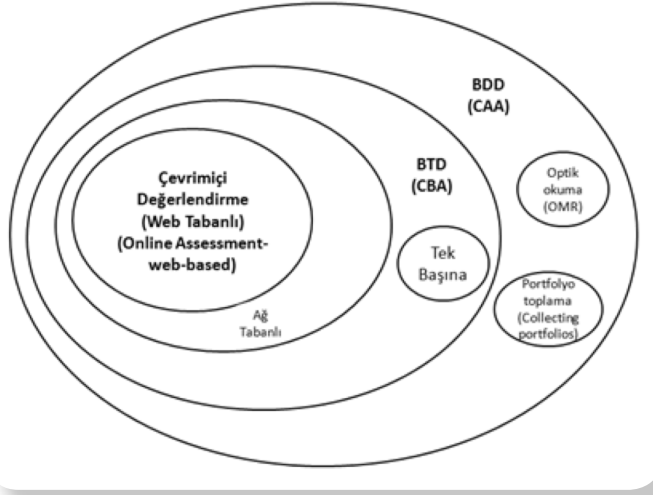 BDD
(CAA)
Optik
okuma
(OMR)
Portfolyo
toplama
(Collecting
portfolios)
BTD
(CBA)
Tek
Başına
Çevrimiçi
Değerlendirme
(Web Tabanlı)
(Online Assessment-
web-based)
Ağ
Tabanlı